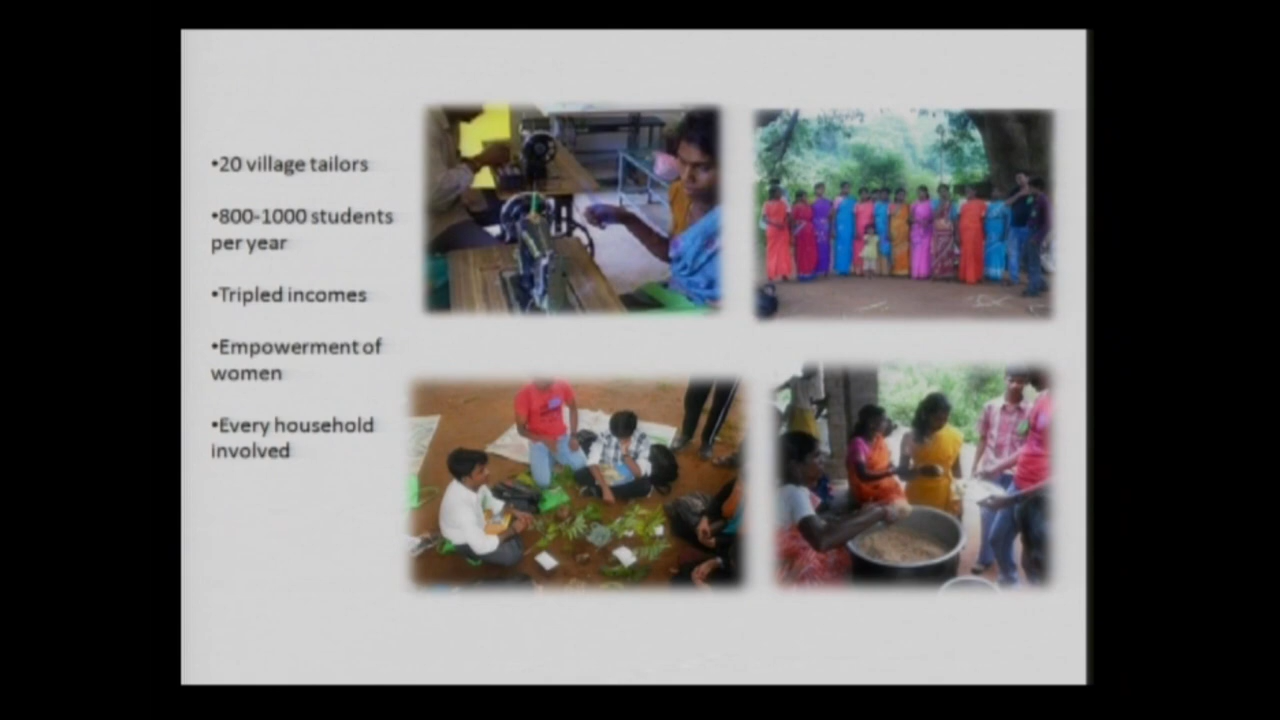 •20 village tailors
•800-1000 students
per year
•Tripled incomes
•Empowerment of
women
•Every household
involved